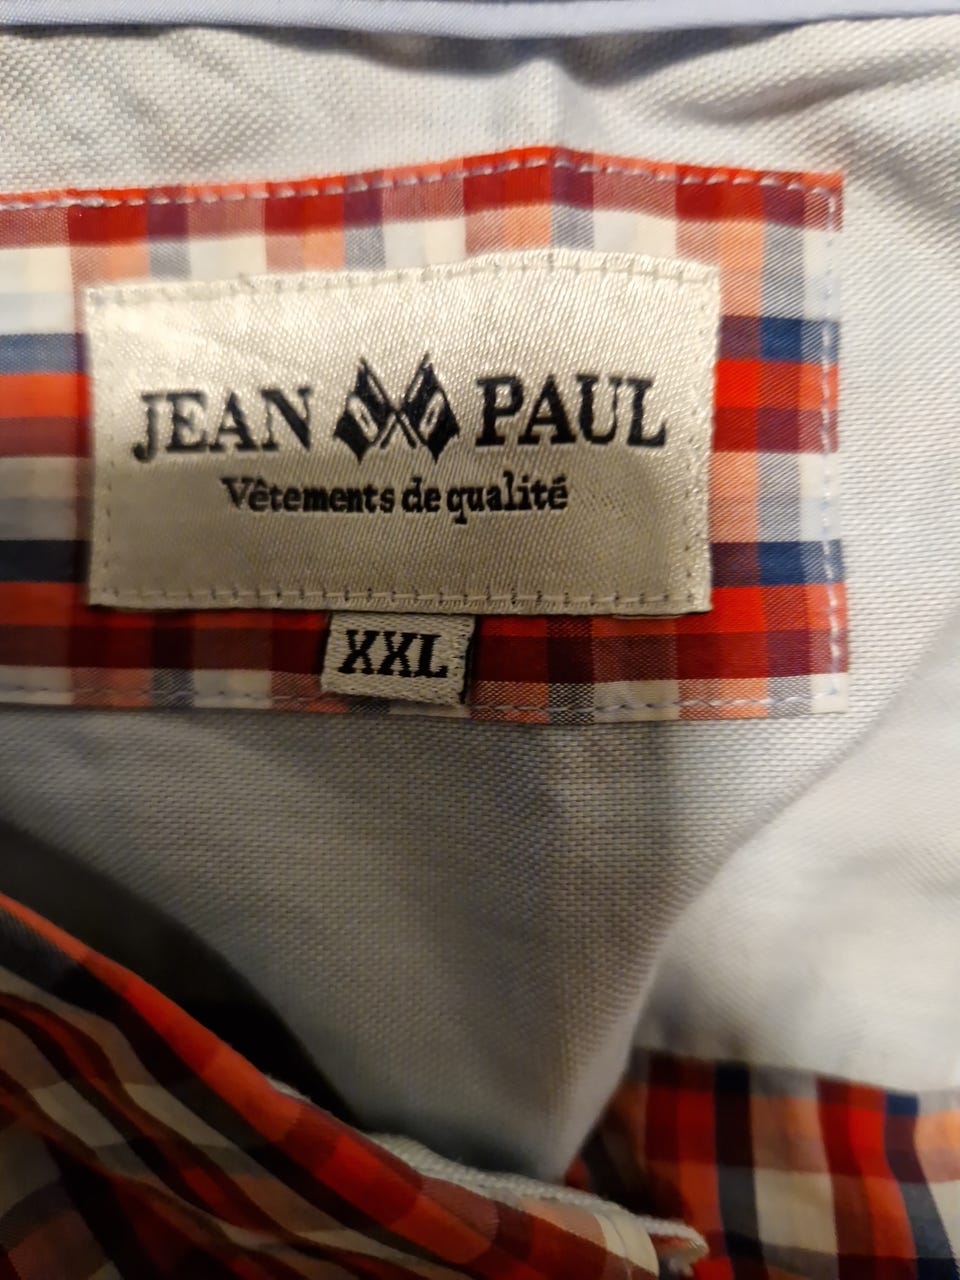 JEAN PAUL
Vêtements de qualité
XXL